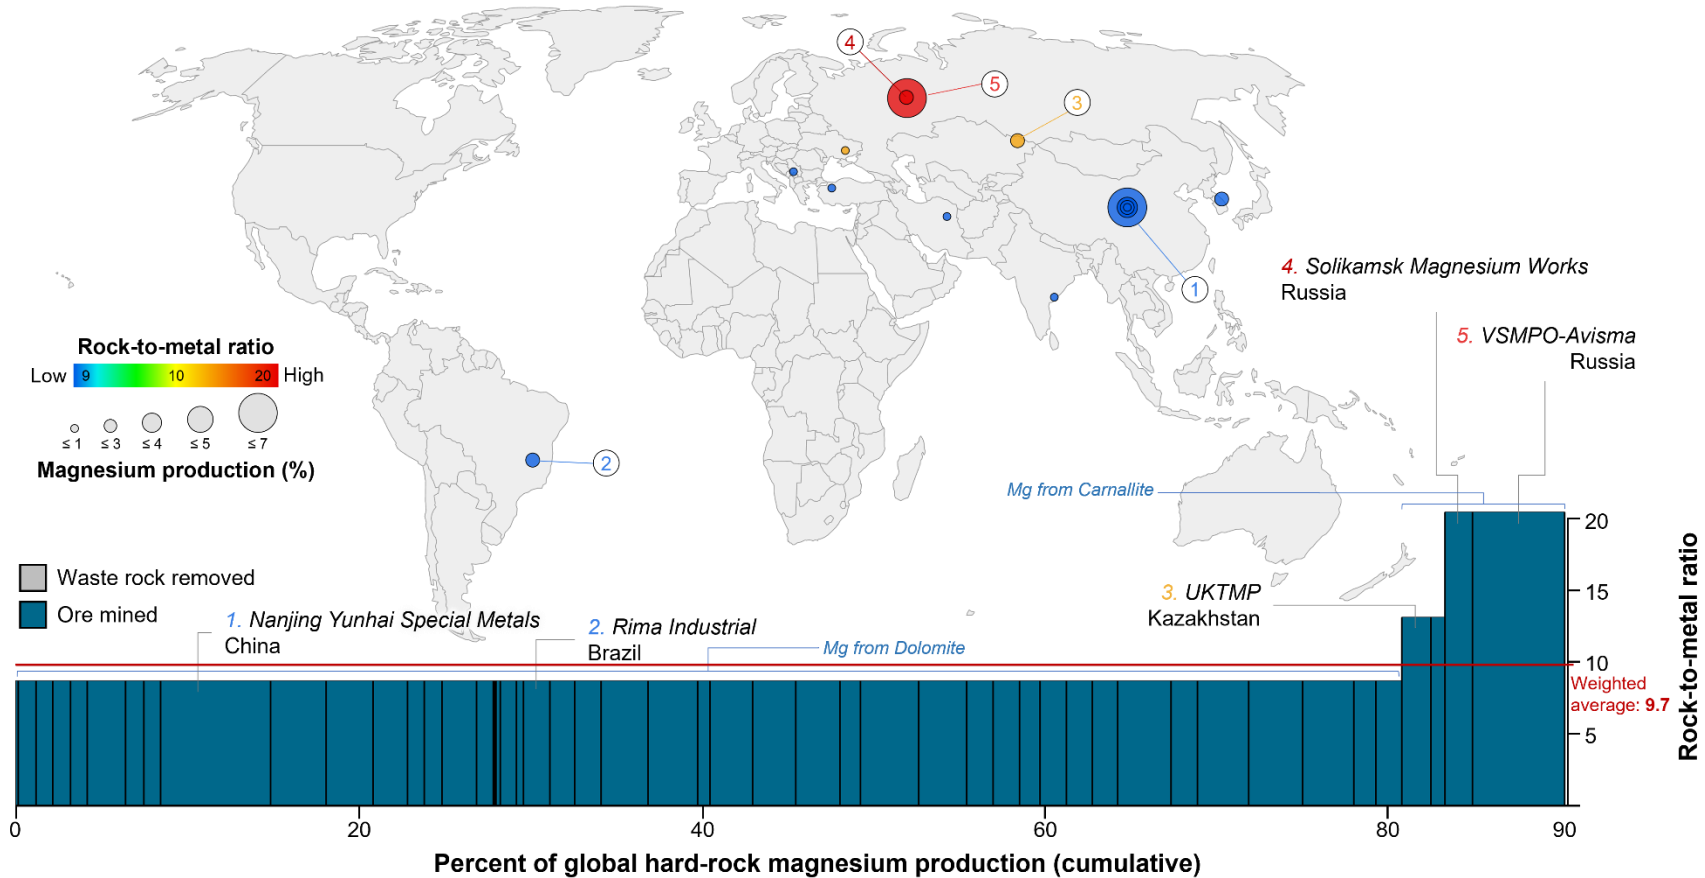 4
5
3
1
2
4. Solikamsk Magnesium Works
Russia
5. VSMPO-Avisma
Russia
Rock-to-metal ratio
Low 9 10 20 High
≤ 1 ≤ 3 ≤ 4 ≤ 5 ≤ 7
Magnesium production (%)
Mg from Carnallite
Waste rock removed
Ore mined
1. Nanjing Yunhai Special Metals
China
2. Rima Industrial
Brazil
Mg from Dolomite
3. UKTMP
Kazakhstan
20
15
10
Weighted
average: 9.7
5
Rock-to-metal ratio
0 20 40 60 80 90
Percent of global hard-rock magnesium production (cumulative)